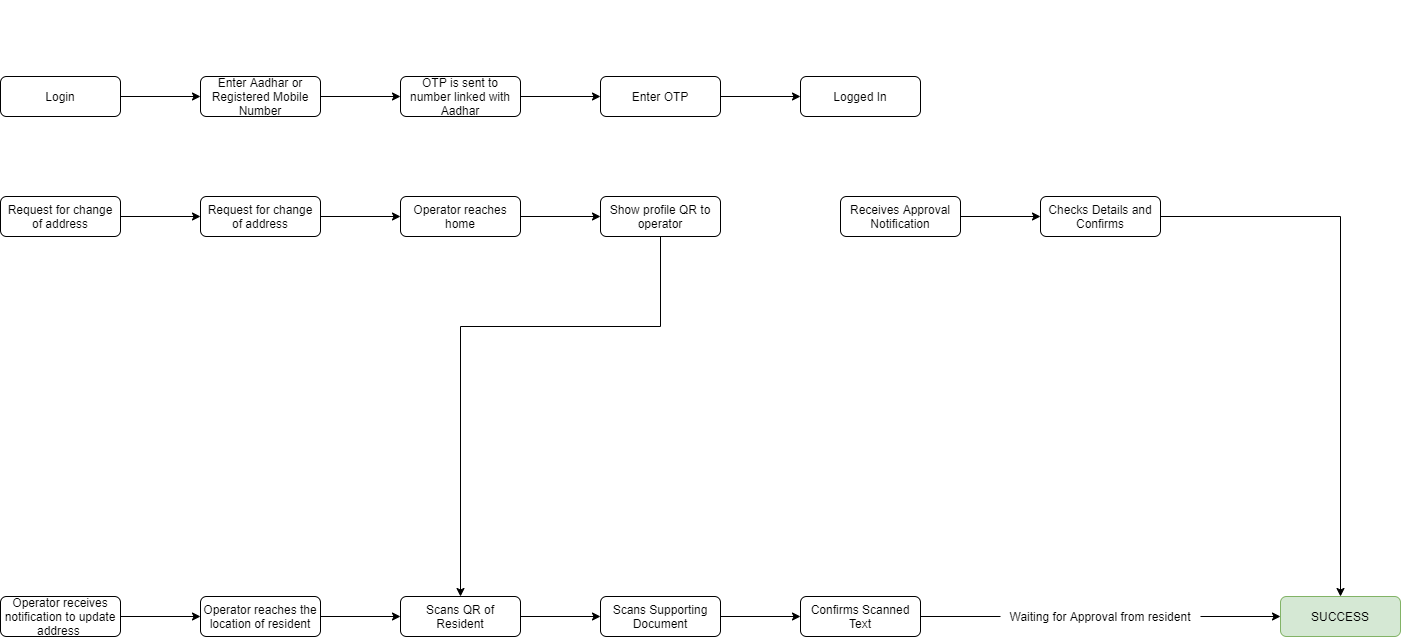 Login
Enter Aadhar or
Registered Mobile
Number
OTP is sent to
number linked with
Aadhar
Enter OTP
Logged In
Request for change
of address
Request for change
of address
Operator reaches
home
Show profile QR to
operator
Receives Approval
Notification
Checks Details and
Confirms
Operator receives
notification to update
address
Operator reaches the
location of resident
Scans QR of
Resident
Scans Supporting
Document
Confirms Scanned
Text
Waiting for Approval from resident
SUCCESS